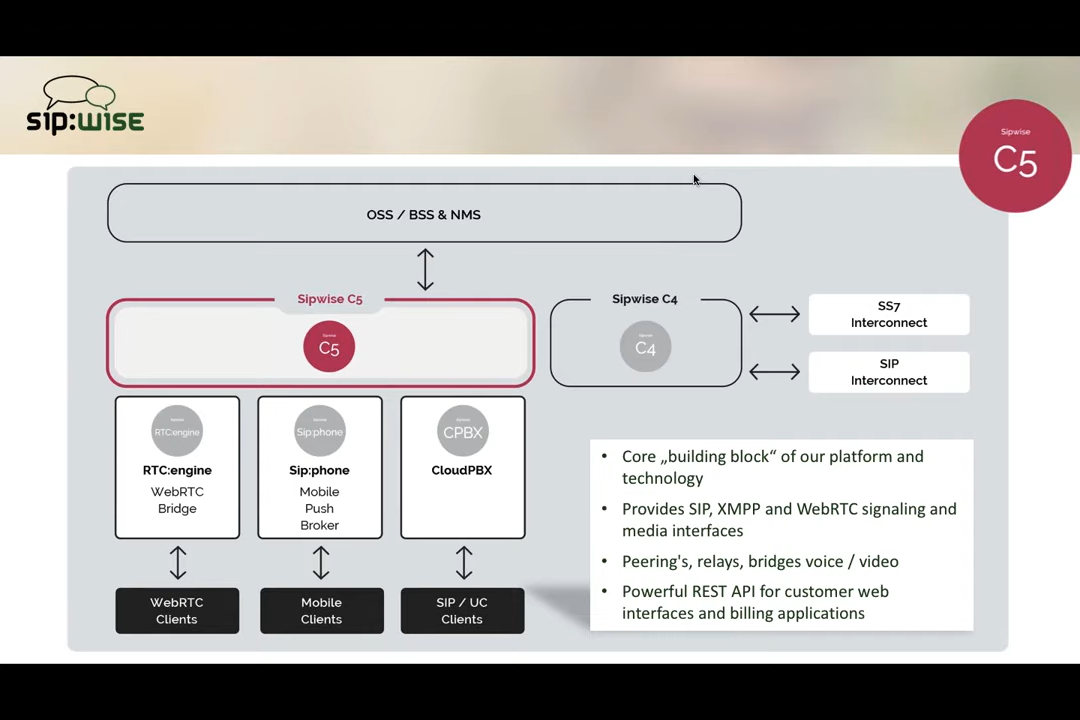 sip:wise
Sipwise
C5
OSS / BSS & NMS
Sipwise C5
C5
Sipwise C4
C4
SS7
Interconnect
SIP
Interconnect
RTC:engine
RTC:engine
WebRTC
Bridge
Sip:phone
Sip:phone
Mobile
Push
Broker
CPBX
CloudPBX
WebRTC
Clients
Mobile
Clients
SIP / UC
Clients
• Core „building block“ of our platform and
technology
• Provides SIP, XMPP and WebRTC signaling and
media interfaces
• Peering's, relays, bridges voice / video
• Powerful REST API for customer web
interfaces and billing applications